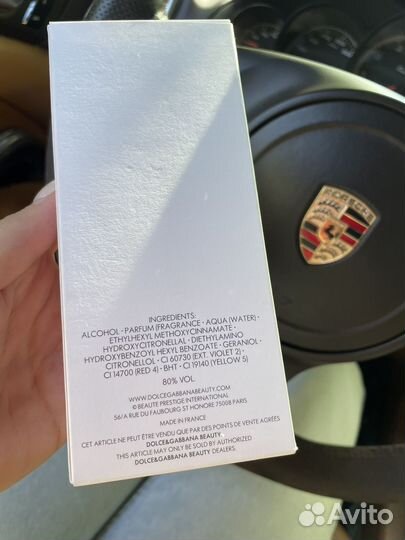 INGREDIENTS:
ALCOHOL • PARFUM (FRAGRANCE • AQUA (WATER) •
ETHYLHEXYL METHOXYCINNAMATE •
HYDROXYCITRONELLAL • DIETHYLAMINO
HYDROXYBENZOYL HEXYL BENZOATE • GERANIOL •
CITRONELLOL • CI 60730 (EXT. VIOLET 2) •
CI 14700 (RED 4) • BHT • CI 19140 (YELLOW 5)
80% VOL.
WWW.DOLCEGABBANABEAUTY.COM
© BEAUTE PRESTIGE INTERNATIONAL
56/A RUE DU FAUBOURG ST HONORE 75008 PARIS
MADE IN FRANCE
CET ARTICLE NE PEUT ÊTRE VENDU QUE PAR DES POINTS DE VENTE AGRÉES
DOLCE&GABBANA BEAUTY.
THIS ARTICLE MAY ONLY BE SOLD BY AUTHORIZED
DOLCE&GABBANA BEAUTY DEALERS.
PORSCHE
Avito